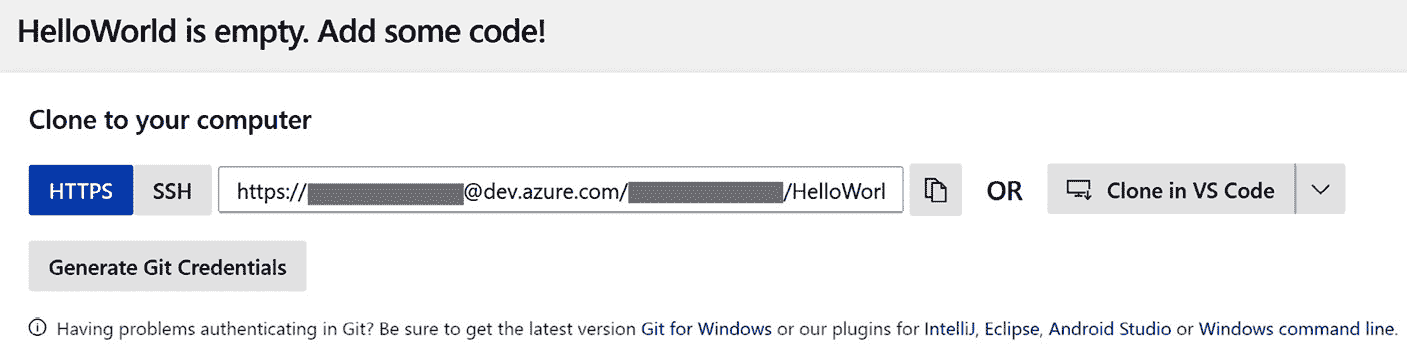 HelloWorld is empty. Add some code!
Clone to your computer
HTTPS SSH https:// @dev.azure.com/ /HelloWorl OR Clone in VS Code
Generate Git Credentials
Having problems authenticating in Git? Be sure to get the latest version Git for Windows or our plugins for IntelliJ, Eclipse, Android Studio or Windows command line.